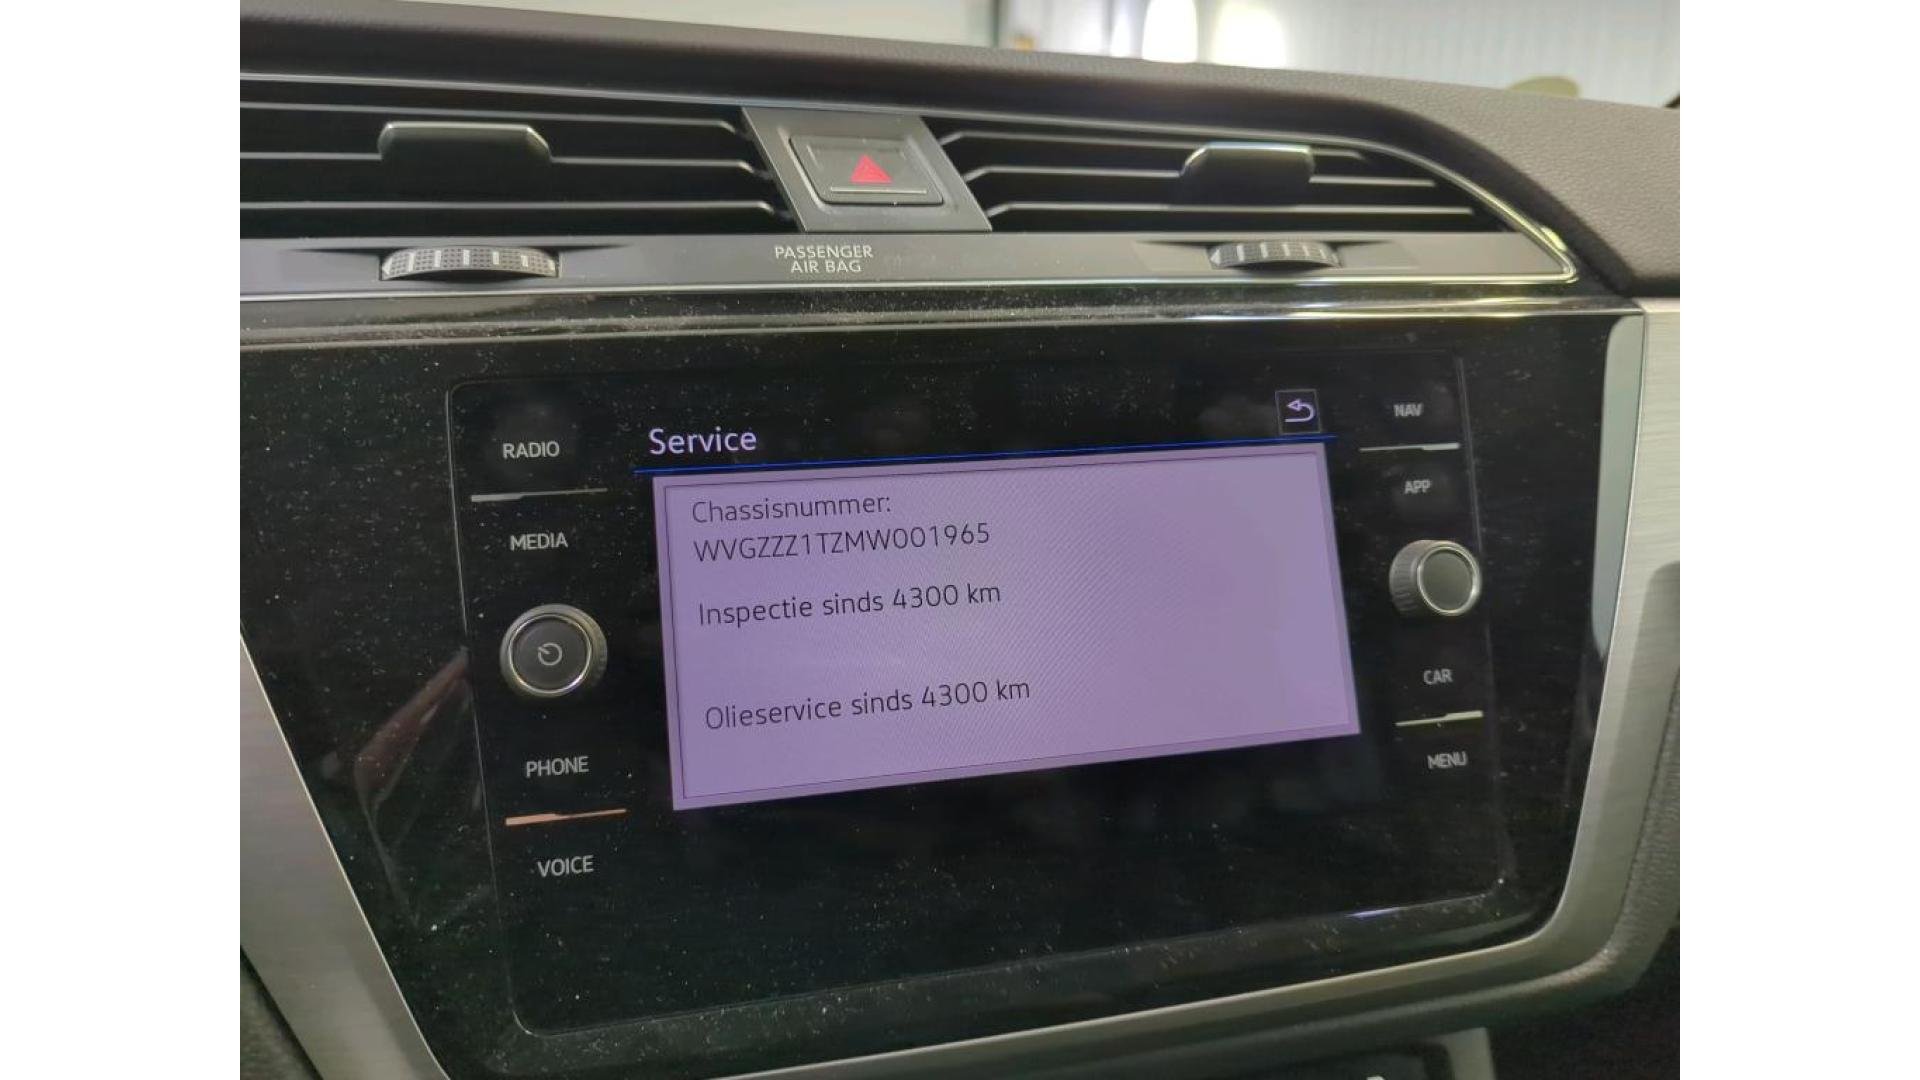 PASSENGER
AIR BAG
RADIO
MEDIA
PHONE
VOICE
Service
Chassisnummer:
WVGZZZ1TZMW001965
Inspectie sinds 4300 km
Olieservice sinds 4300 km
NAV
APP
CAR
MENU